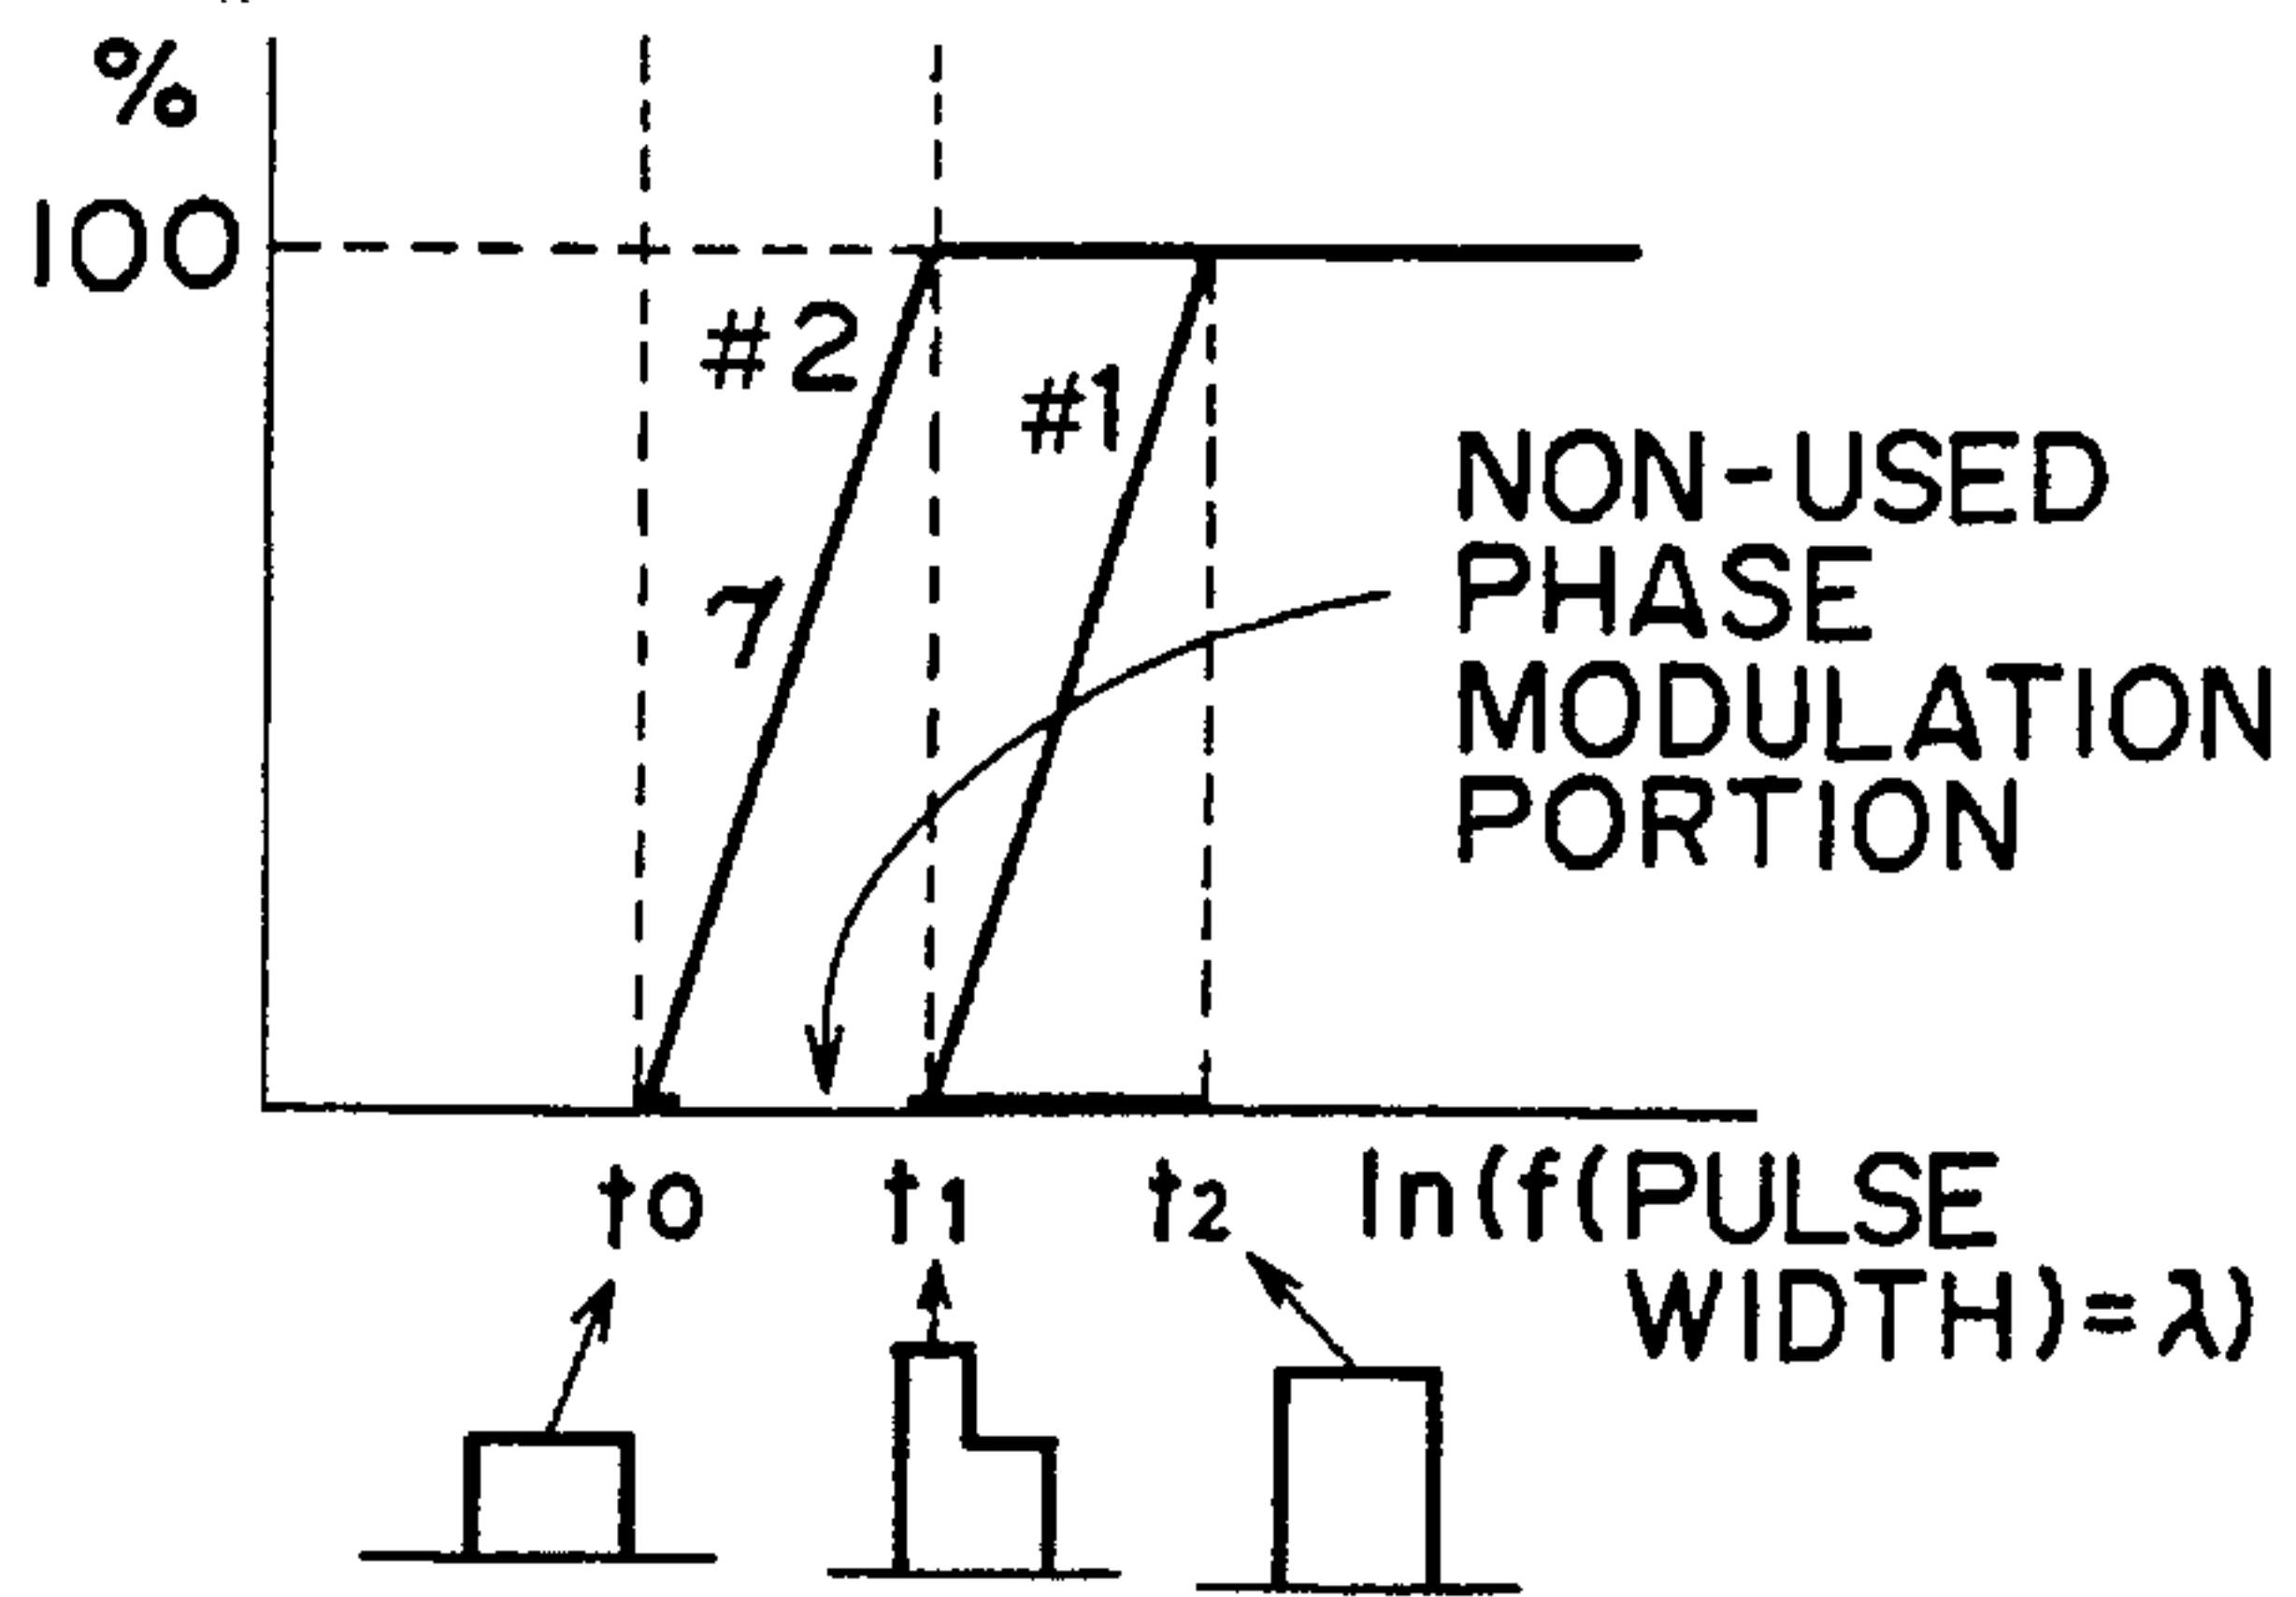 %
100
#2
#1
7
NON-USED
PHASE
MODULATION
PORTION
t0 t1 t2 ln(f(PULSE
WIDTH)=λ)